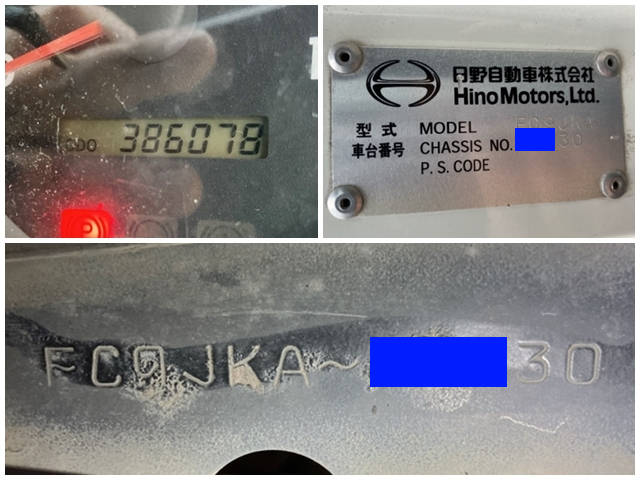 ODO 386078
日野自動車株式会社
Hino Motors, Ltd.
型式 MODEL FC9JKA
車台番号 CHASSIS NO. 30
P. S. CODE
FC9JKA~ 30